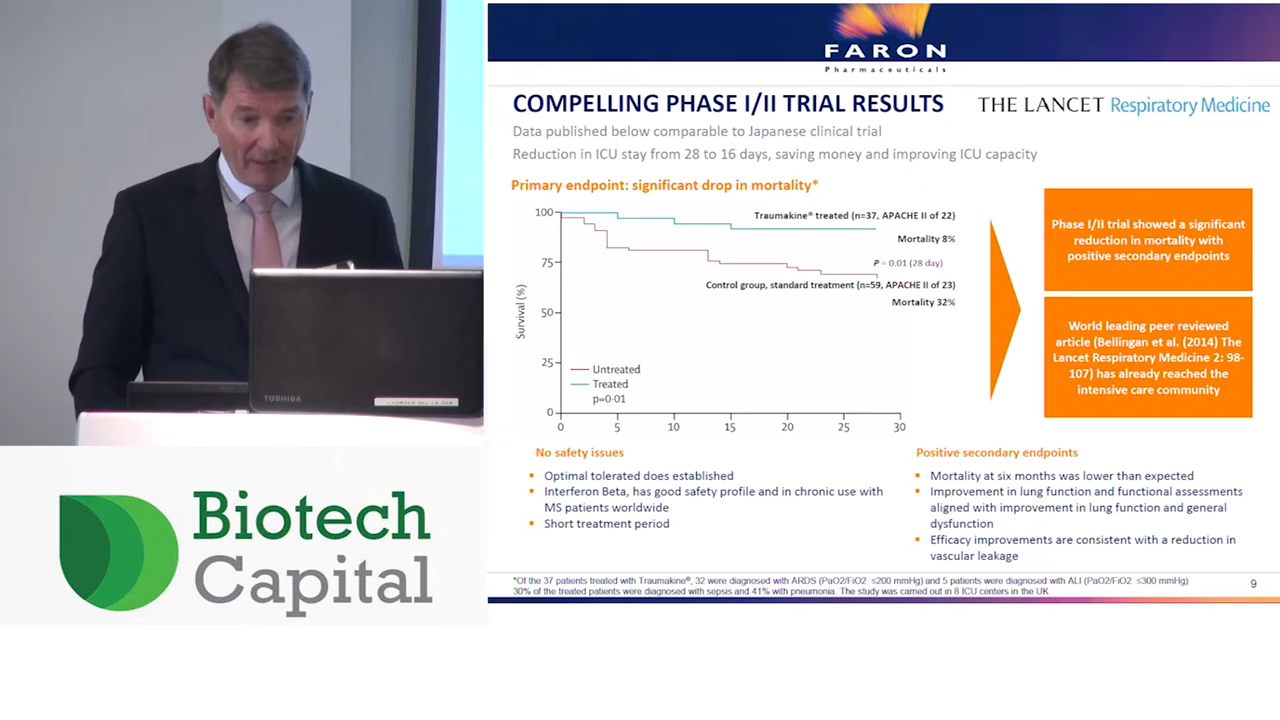 FARON
Pharmaceuticals
COMPELLING PHASE I/II TRIAL RESULTS
THE LANCET Respiratory Medicine
Data published below comparable to Japanese clinical trial
Reduction in ICU stay from 28 to 16 days, saving money and improving ICU capacity
Primary endpoint: significant drop in mortality*
100
75
50
25
0
Survival (%)
Traumakine® treated (n=37, APACHE II of 22)
Mortality 8%
P = 0.01 (28 day)
Control group, standard treatment (n=59, APACHE II of 23)
Mortality 32%
Untreated
Treated
p=0·01
0 5 10 15 20 25 30
Phase I/II trial showed a significant
reduction in mortality with
positive secondary endpoints
World leading peer reviewed
article (Bellingan et al. (2014) The
Lancet Respiratory Medicine 2: 98-
107) has already reached the
intensive care community
No safety issues
Optimal tolerated does established
Interferon Beta, has good safety profile and in chronic use with
MS patients worldwide
Short treatment period
Positive secondary endpoints
Mortality at six months was lower than expected
Improvement in lung function and functional assessments
aligned with improvement in lung function and general
dysfunction
Efficacy improvements are consistent with a reduction in
vascular leakage
*Of the 37 patients treated with Traumakine®, 32 were diagnosed with ARDS (PaO2/FiO2 ≤200 mmHg) and 5 patients were diagnosed with ALI (PaO2/FiO2 ≤300 mmHg)
30% of the treated patients were diagnosed with sepsis and 41% with pneumonia. The study was carried out in 8 ICU centers in the UK
9
TOSHIBA
Biotech
Capital